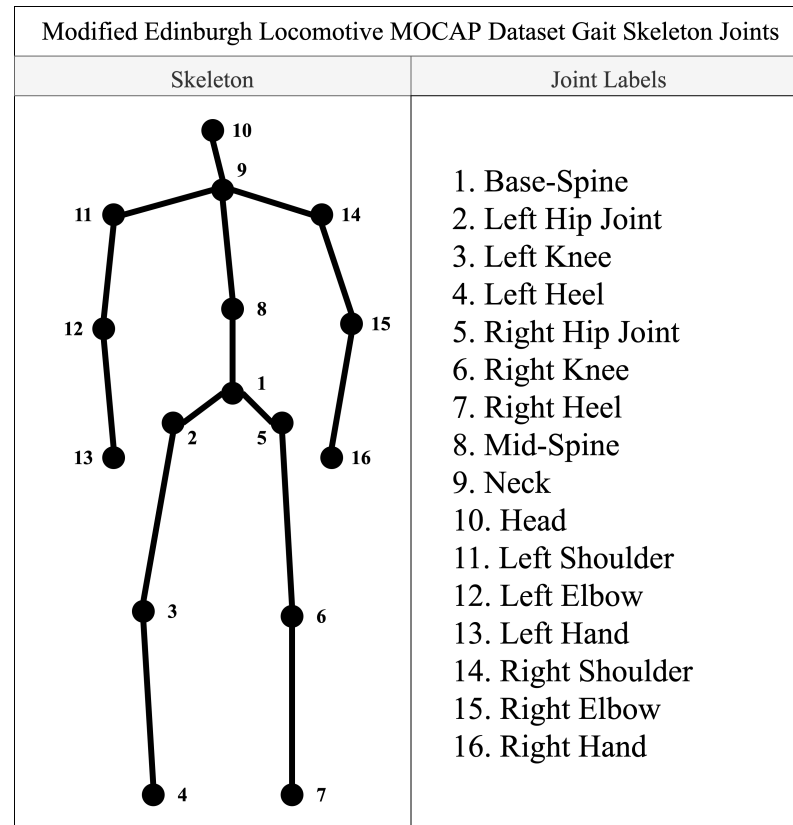 Modified Edinburgh Locomotive MOCAP Dataset Gait Skeleton Joints
Skeleton
Joint Labels
10
9
11
14
8
12
15
1
2
5
13
16
3
6
4
7
1. Base-Spine
2. Left Hip Joint
3. Left Knee
4. Left Heel
5. Right Hip Joint
6. Right Knee
7. Right Heel
8. Mid-Spine
9. Neck
10. Head
11. Left Shoulder
12. Left Elbow
13. Left Hand
14. Right Shoulder
15. Right Elbow
16. Right Hand